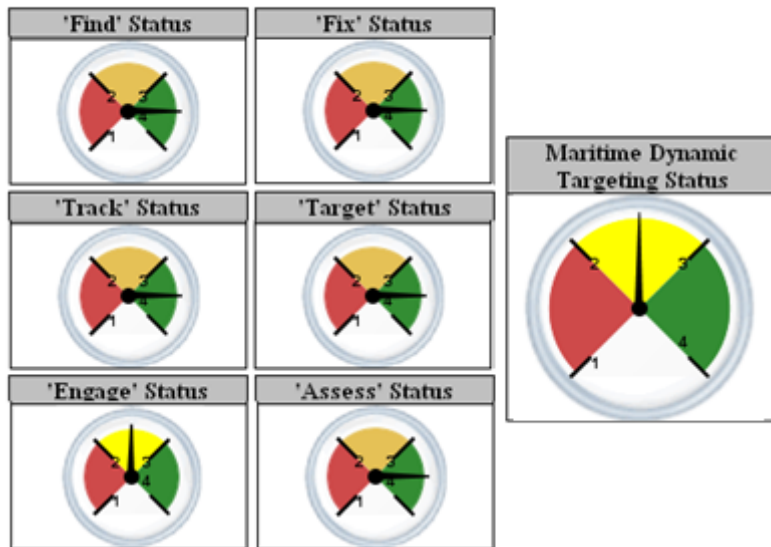 'Find' Status
'Fix' Status
2 3
1 4
2 3
1 4
'Track' Status
'Target' Status
2 3
1 4
2 3
1 4
'Engage' Status
'Assess' Status
2 3
1 4
2 3
1 4
Maritime Dynamic
Targeting Status
2 3
1 4